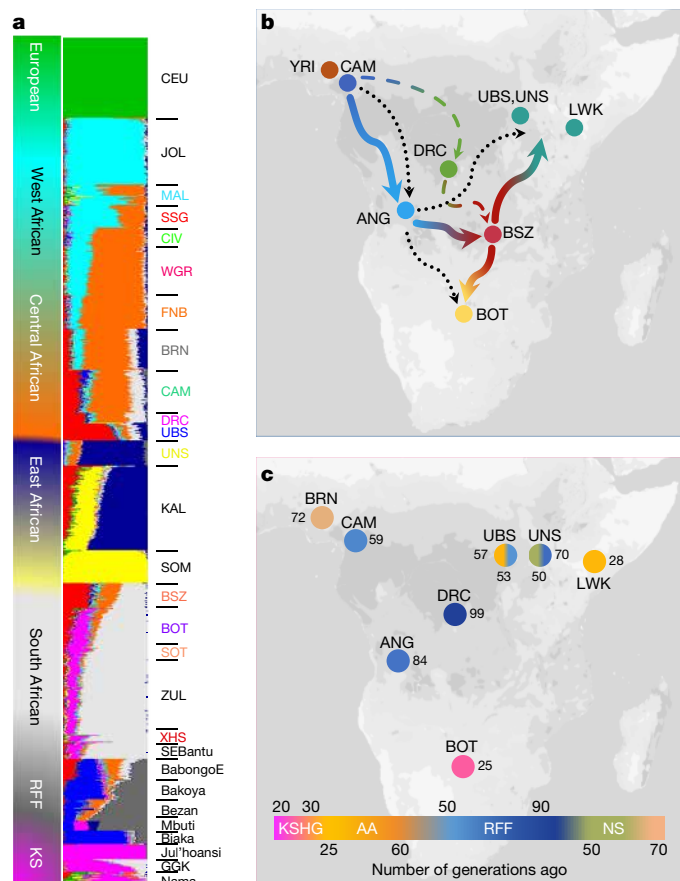 a
European
West African
Central African
East African
South African
RFF
KS
CEU
JOL
MAL
SSG
CIV
WGR
FNB
BRN
CAM
DRC
UBS
UNS
KAL
SOM
BSZ
BOT
SOT
ZUL
XHS
SEBantu
BabongoE
Bakoya
Bezan
Mbuti
Biaka
Jul'hoansi
GGK
Nama
b
YRI CAM
UBS,UNS
LWK
DRC
ANG
BSZ
BOT
c
BRN
72
CAM
59
UBS UNS
57 70
53 50
28
LWK
DRC
99
ANG
84
BOT
25
20 30 50 90
KSHG AA RFF NS
25 60 50 70
Number of generations ago